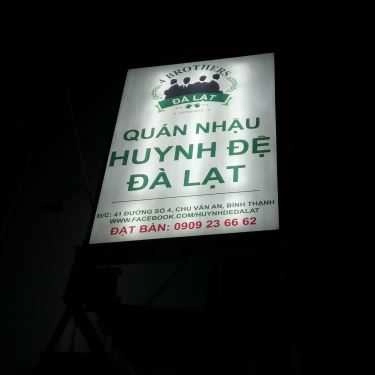 4 BROTHERS
ĐÀ LẠT
QUÁN NHẬU
HUYNH ĐỆ
ĐÀ LẠT
Đ/C: 41 ĐƯỜNG SỐ 4, CHU VĂN AN, BÌNH THẠNH
WWW.FACEBOOK.COM/HUYNHDEDALAT
ĐẶT BÀN: 0909 23 66 62